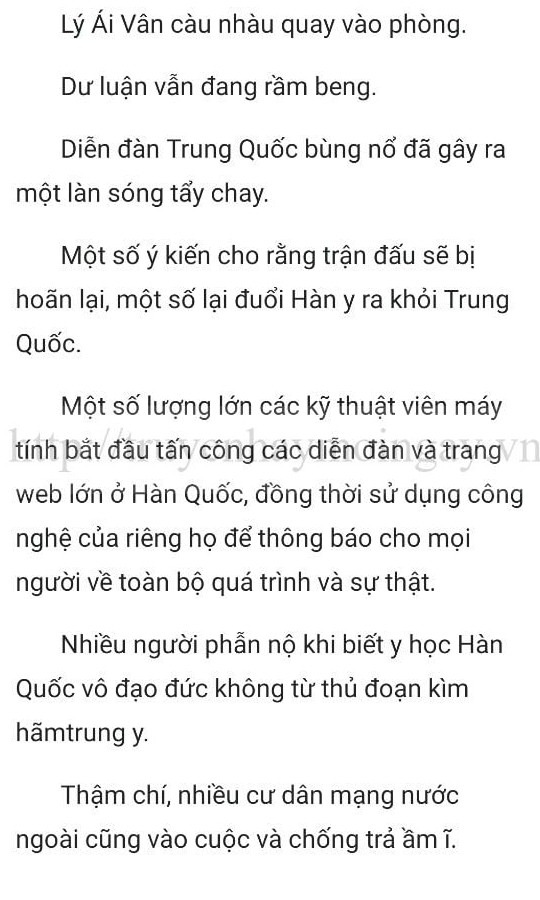 Lý Ái Vân càu nhàu quay vào phòng.
Dư luận vẫn đang rầm beng.
Diễn đàn Trung Quốc bùng nổ đã gây ra
một làn sóng tẩy chay.
Một số ý kiến cho rằng trận đấu sẽ bị
hoãn lại, một số lại đuổi Hàn y ra khỏi Trung
Quốc.
Một số lượng lớn các kỹ thuật viên máy
http://truyenhaymoingay.vn
tính bắt đầu tấn công các diễn đàn và trang
web lớn ở Hàn Quốc, đồng thời sử dụng công
nghệ của riêng họ để thông báo cho mọi
người về toàn bộ quá trình và sự thật.
Nhiều người phẫn nộ khi biết y học Hàn
Quốc vô đạo đức không từ thủ đoạn kìm
hãmtrung y.
Thậm chí, nhiều cư dân mạng nước
ngoài cũng vào cuộc và chống trả ầm ĩ.